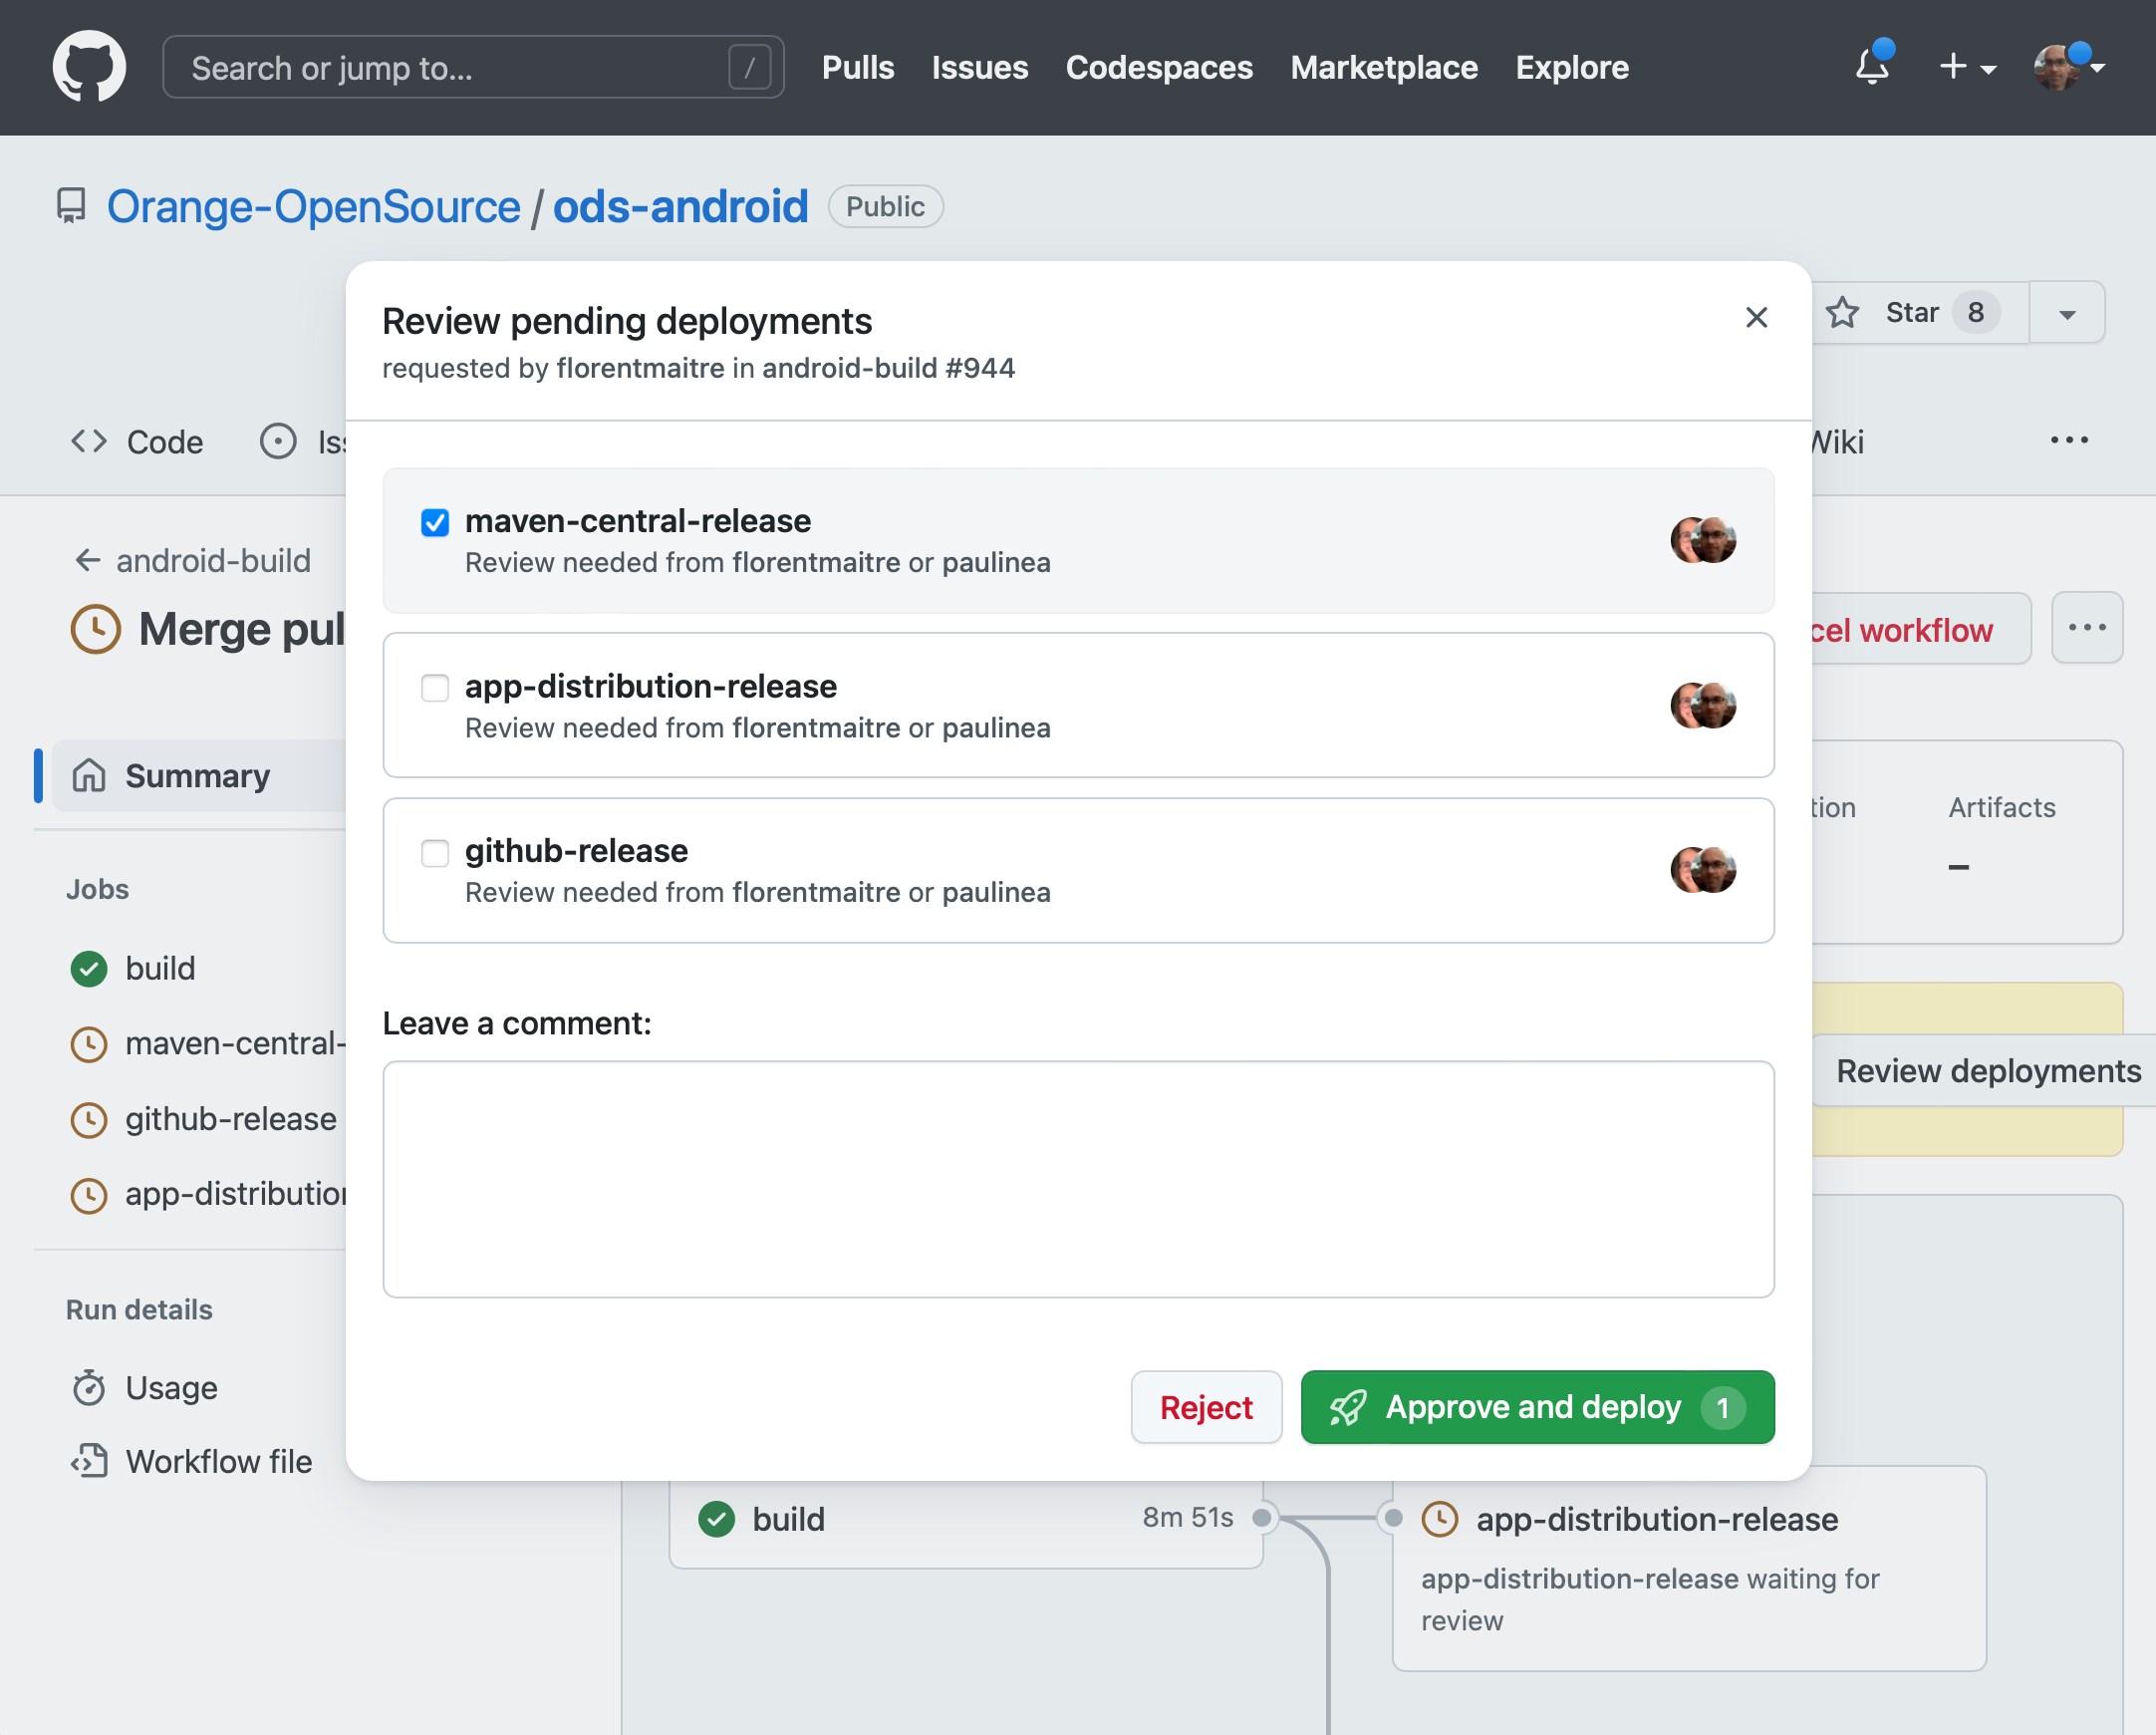 Search or jump to... /
Pulls Issues Codespaces Marketplace Explore
Orange-OpenSource / ods-android Public
Star 8
Code
Wiki
Review pending deployments
requested by florentmaitre in android-build #944
maven-central-release
Review needed from florentmaitre or paulinea
app-distribution-release
Review needed from florentmaitre or paulinea
github-release
Review needed from florentmaitre or paulinea
Leave a comment:
Reject
Approve and deploy 1
android-build
Merge pul
cel workflow
Summary
tion
Artifacts
–
Jobs
build
maven-central-
github-release
app-distribution
Review deployments
Run details
Usage
Workflow file
build 8m 51s
app-distribution-release
app-distribution-release waiting for
review